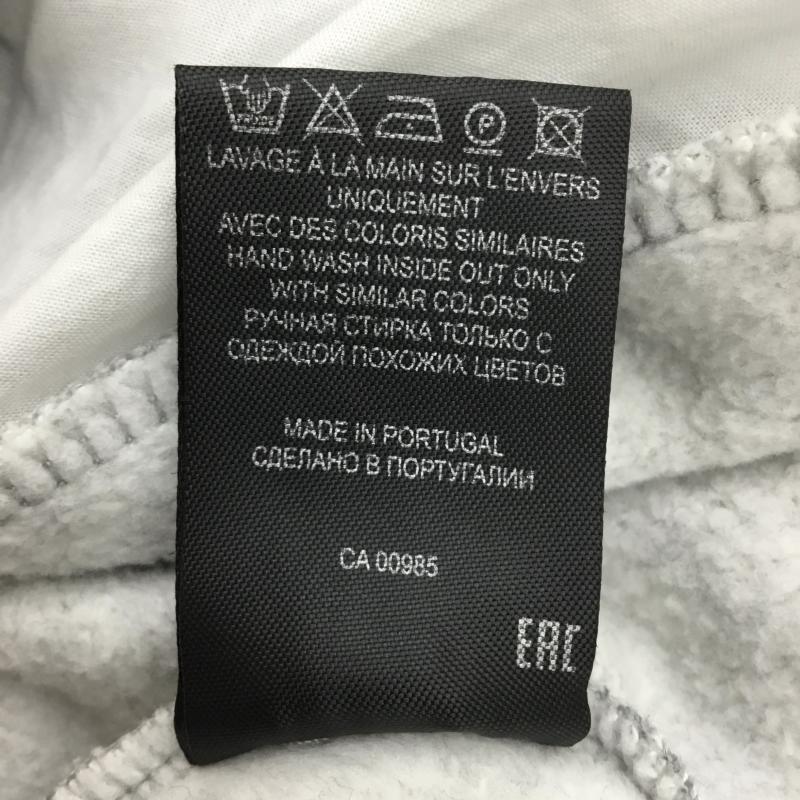 FROIDE
P
LAVAGE À LA MAIN SUR L'ENVERS
UNIQUEMENT
AVEC DES COLORIS SIMILAIRES
HAND WASH INSIDE OUT ONLY
WITH SIMILAR COLORS
РУЧНАЯ СТИРКА ТОЛЬКО С
ОДЕЖДОЙ ПОХОЖИХ ЦВЕТОВ
MADE IN PORTUGAL
СДЕЛАНО В ПОРТУГАЛИИ
CA 00985
EAC